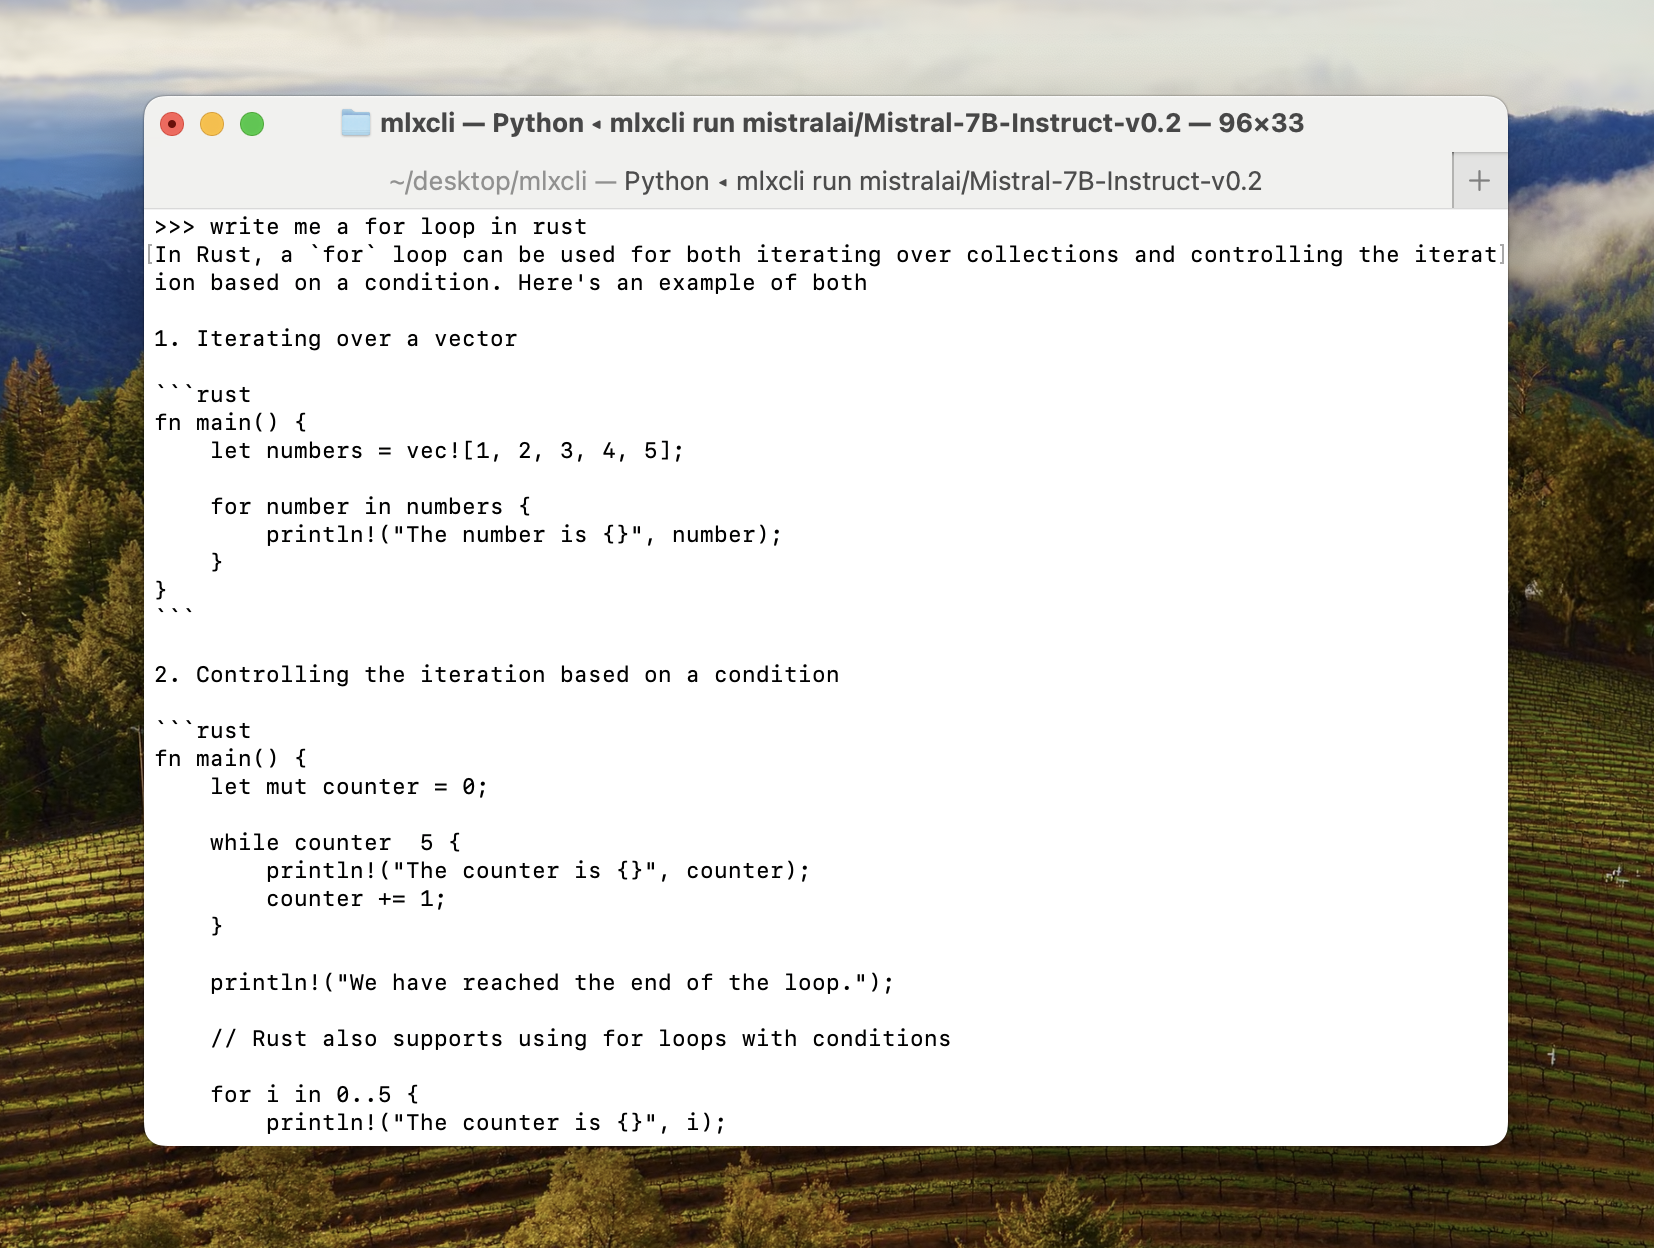 mlxcli — Python ◂ mlxcli run mistralai/Mistral-7B-Instruct-v0.2 — 96×33
~/desktop/mlxcli — Python ◂ mlxcli run mistralai/Mistral-7B-Instruct-v0.2 +
>>> write me a for loop in rust
[In Rust, a `for` loop can be used for both iterating over collections and controlling the iterat]
ion based on a condition. Here's an example of both

1. Iterating over a vector

```rust
fn main() {
    let numbers = vec![1, 2, 3, 4, 5];

    for number in numbers {
        println!("The number is {}", number);
    }
}
```

2. Controlling the iteration based on a condition

```rust
fn main() {
    let mut counter = 0;

    while counter  5 {
        println!("The counter is {}", counter);
        counter += 1;
    }

    println!("We have reached the end of the loop.");

    // Rust also supports using for loops with conditions

    for i in 0..5 {
        println!("The counter is {}", i);